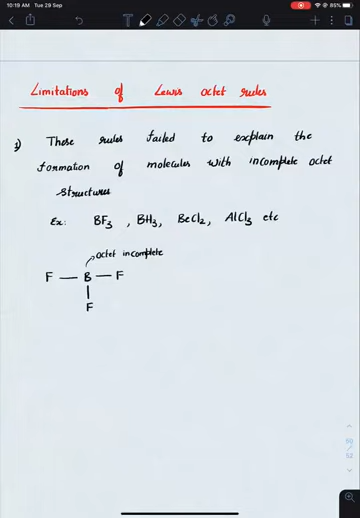 10:19 AM Tue 29 Sep
85%
Limitations of Lewis Octet rules
1) These rules failed to explain the
formation of molecules with incomplete octet
structures
Ex: BF3 , BH3 , BeCl2 , AlCl3 etc
octet incomplete
F — B — F
F
50
/
52